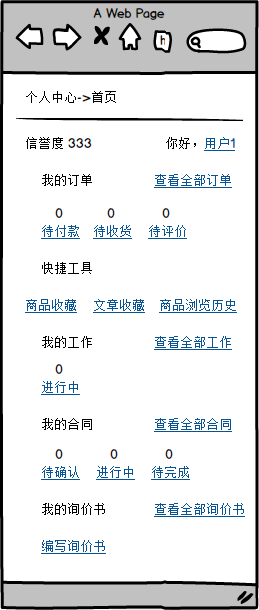 A Web Page
h
个人中心->首页
信誉度 333 你好，用户1
我的订单 查看全部订单
0 0 0
待付款 待收货 待评价
快捷工具
商品收藏 文章收藏 商品浏览历史
我的工作 查看全部工作
0
进行中
我的合同 查看全部合同
0 0 0
待确认 进行中 待完成
我的询价书 查看全部询价书
编写询价书